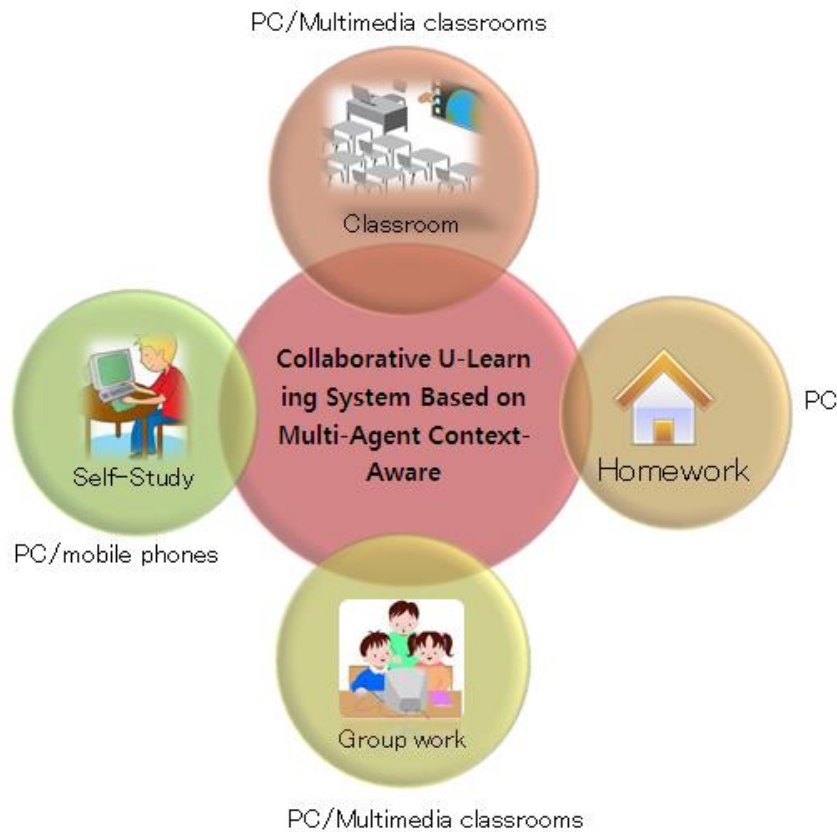 PC/Multimedia classrooms
Classroom
Collaborative U-Learn
ing System Based on
Multi-Agent Context-
Aware
Self-Study
PC/mobile phones
Homework
PC
Group work
PC/Multimedia classrooms